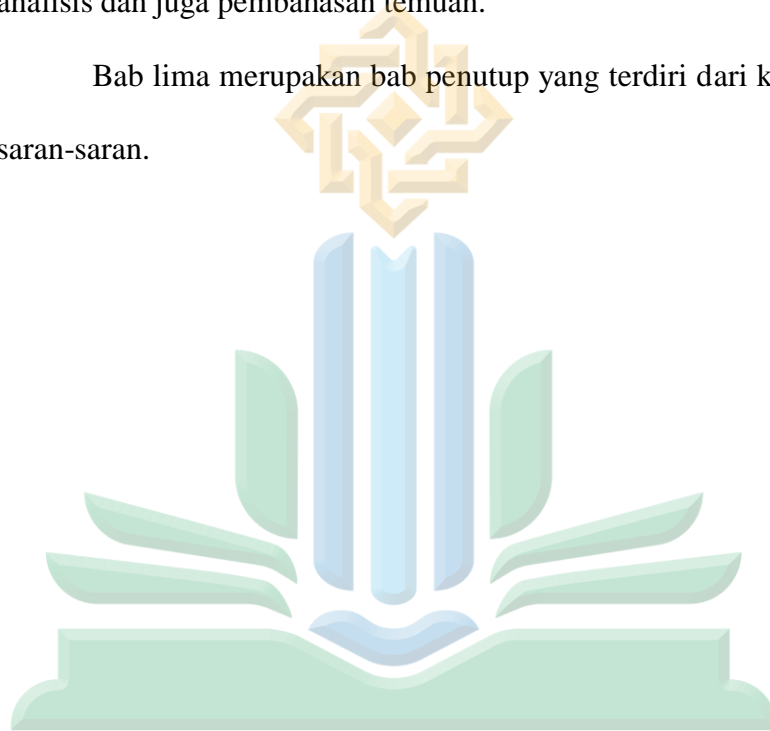 analisis dan juga pembahasan temuan.
Bab lima merupakan bab penutup yang terdiri dari
saran-saran.